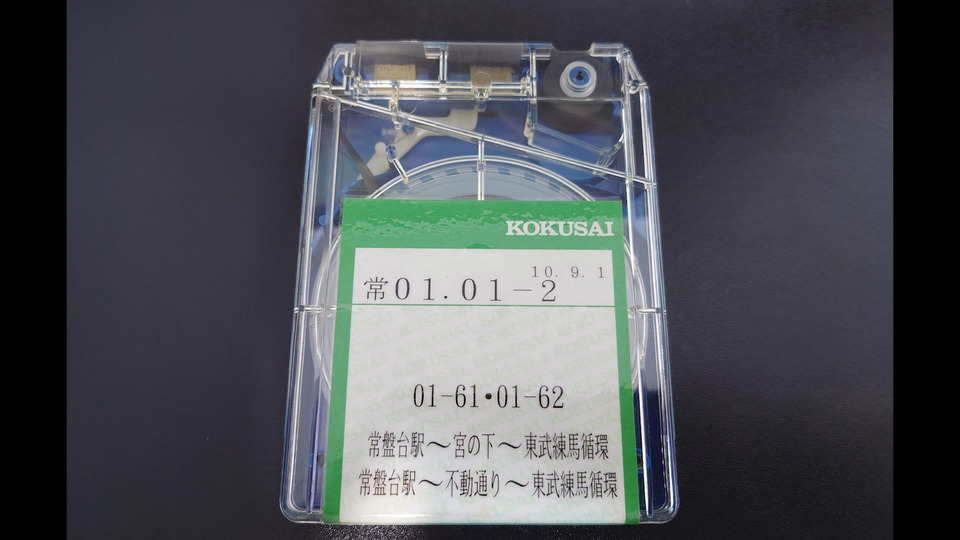 KOKUSAI
10. 9. 1
常01.01-2
01-61・01-62
常盤台駅～宮の下～東武練馬循環
常盤台駅～不動通り～東武練馬循環